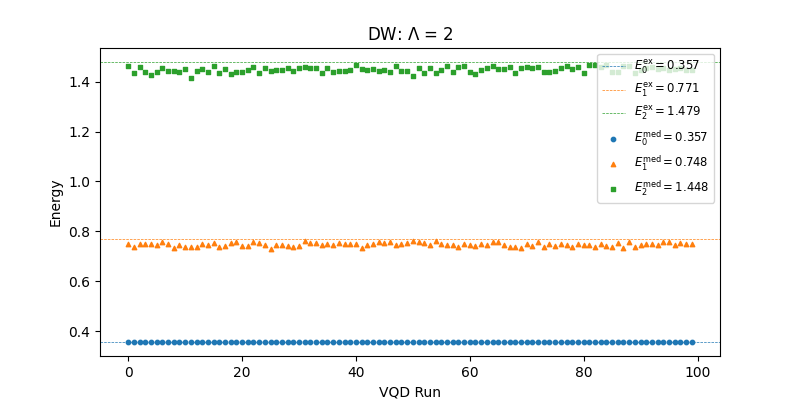 DW: Λ = 2
Energy
1.4
1.2
1.0
0.8
0.6
0.4
E_0^ex = 0.357
E_1^ex = 0.771
E_2^ex = 1.479
E_0^med = 0.357
E_1^med = 0.748
E_2^med = 1.448
0 20 40 60 80 100
VQD Run